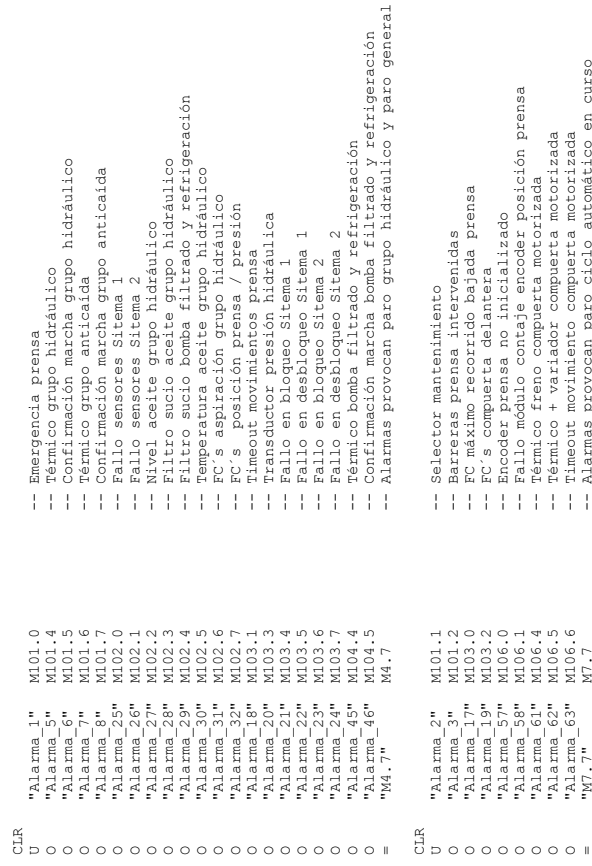 CLR
U "Alarma_1" M101.0 -- Emergencia prensa
O "Alarma_5" M101.4 -- Térmico grupo hidráulico
O "Alarma_6" M101.5 -- Confirmación marcha grupo hidráulico
O "Alarma_7" M101.6 -- Térmico grupo anticaída
O "Alarma_8" M101.7 -- Confirmación marcha grupo anticaída
O "Alarma_25" M102.0 -- Fallo sensores Sitema 1
O "Alarma_26" M102.1 -- Fallo sensores Sitema 2
O "Alarma_27" M102.2 -- Nivel aceite grupo hidráulico
O "Alarma_28" M102.3 -- Filtro sucio aceite grupo hidráulico
O "Alarma_29" M102.4 -- Filtro sucio bomba filtrado y refrigeración
O "Alarma_30" M102.5 -- Temperatura aceite grupo hidráulico
O "Alarma_31" M102.6 -- FC´s aspiración grupo hidráulico
O "Alarma_32" M102.7 -- FC´s posición prensa / presión
O "Alarma_18" M103.1 -- Timeout movimientos prensa
O "Alarma_20" M103.3 -- Transductor presión hidráulica
O "Alarma_21" M103.4 -- Fallo en bloqueo Sitema 1
O "Alarma_22" M103.5 -- Fallo en desbloqueo Sitema 1
O "Alarma_23" M103.6 -- Fallo en bloqueo Sitema 2
O "Alarma_24" M103.7 -- Fallo en desbloqueo Sitema 2
O "Alarma_45" M104.4 -- Térmico bomba filtrado y refrigeración
O "Alarma_46" M104.5 -- Confirmación marcha bomba filtrado y refrigeración
= "M4.7" M4.7 -- Alarmas provocan paro grupo hidráulico y paro general
CLR
U "Alarma_2" M101.1 -- Selector mantenimiento
O "Alarma_3" M101.2 -- Barreras prensa intervenidas
O "Alarma_17" M103.0 -- FC máximo recorrido bajada prensa
O "Alarma_19" M103.2 -- FC´s compuerta delantera
O "Alarma_57" M106.0 -- Encoder prensa no inicializado
O "Alarma_58" M106.1 -- Fallo módulo contaje encoder posición prensa
O "Alarma_61" M106.4 -- Térmico freno compuerta motorizada
O "Alarma_62" M106.5 -- Térmico + variador compuerta motorizada
O "Alarma_63" M106.6 -- Timeout movimiento compuerta motorizada
= "M7.7" M7.7 -- Alarmas provocan paro ciclo automático en curso